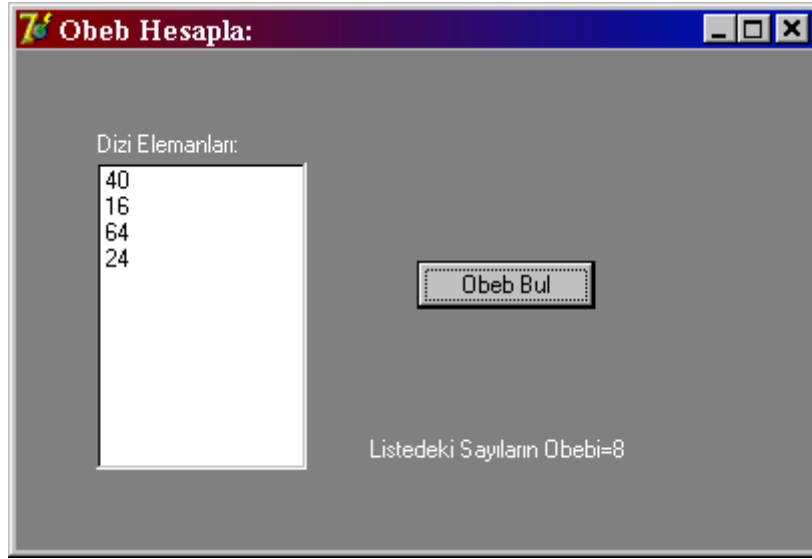 Obeb Hesapla:
Dizi Elemanları:
40
16
64
24
Obeb Bul
Listedeki Sayıların Obebi=8